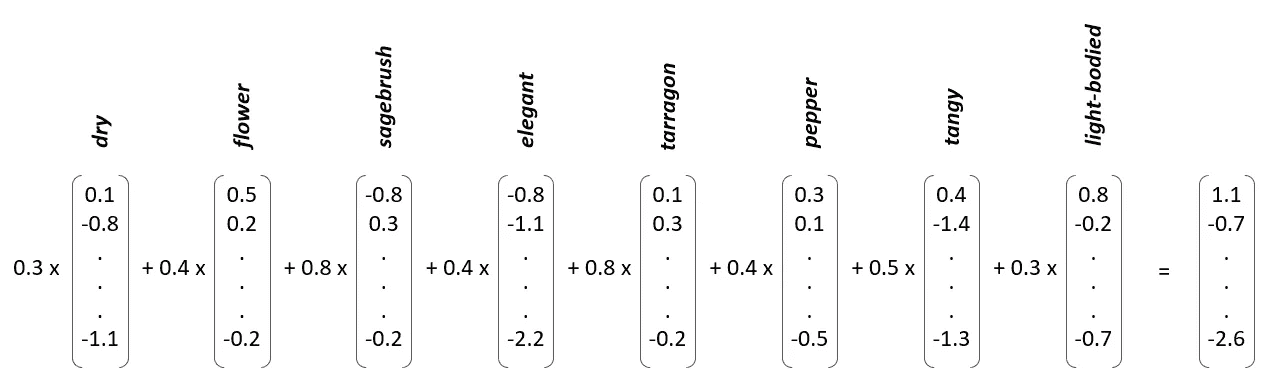 dry flower sagebrush elegant tarragon pepper tangy light-bodied
0.1 0.5 -0.8 -0.8 0.1 0.3 0.4 0.8 1.1
-0.8 0.2 0.3 -1.1 0.3 0.1 -1.4 -0.2 -0.7
. . . . . . . . .
0.3 x + 0.4 x + 0.8 x + 0.4 x + 0.8 x + 0.4 x + 0.5 x + 0.3 x =
. . . . . . . . .
. . . . . . . . .
-1.1 -0.2 -0.2 -2.2 -0.2 -0.5 -1.3 -0.7 -2.6